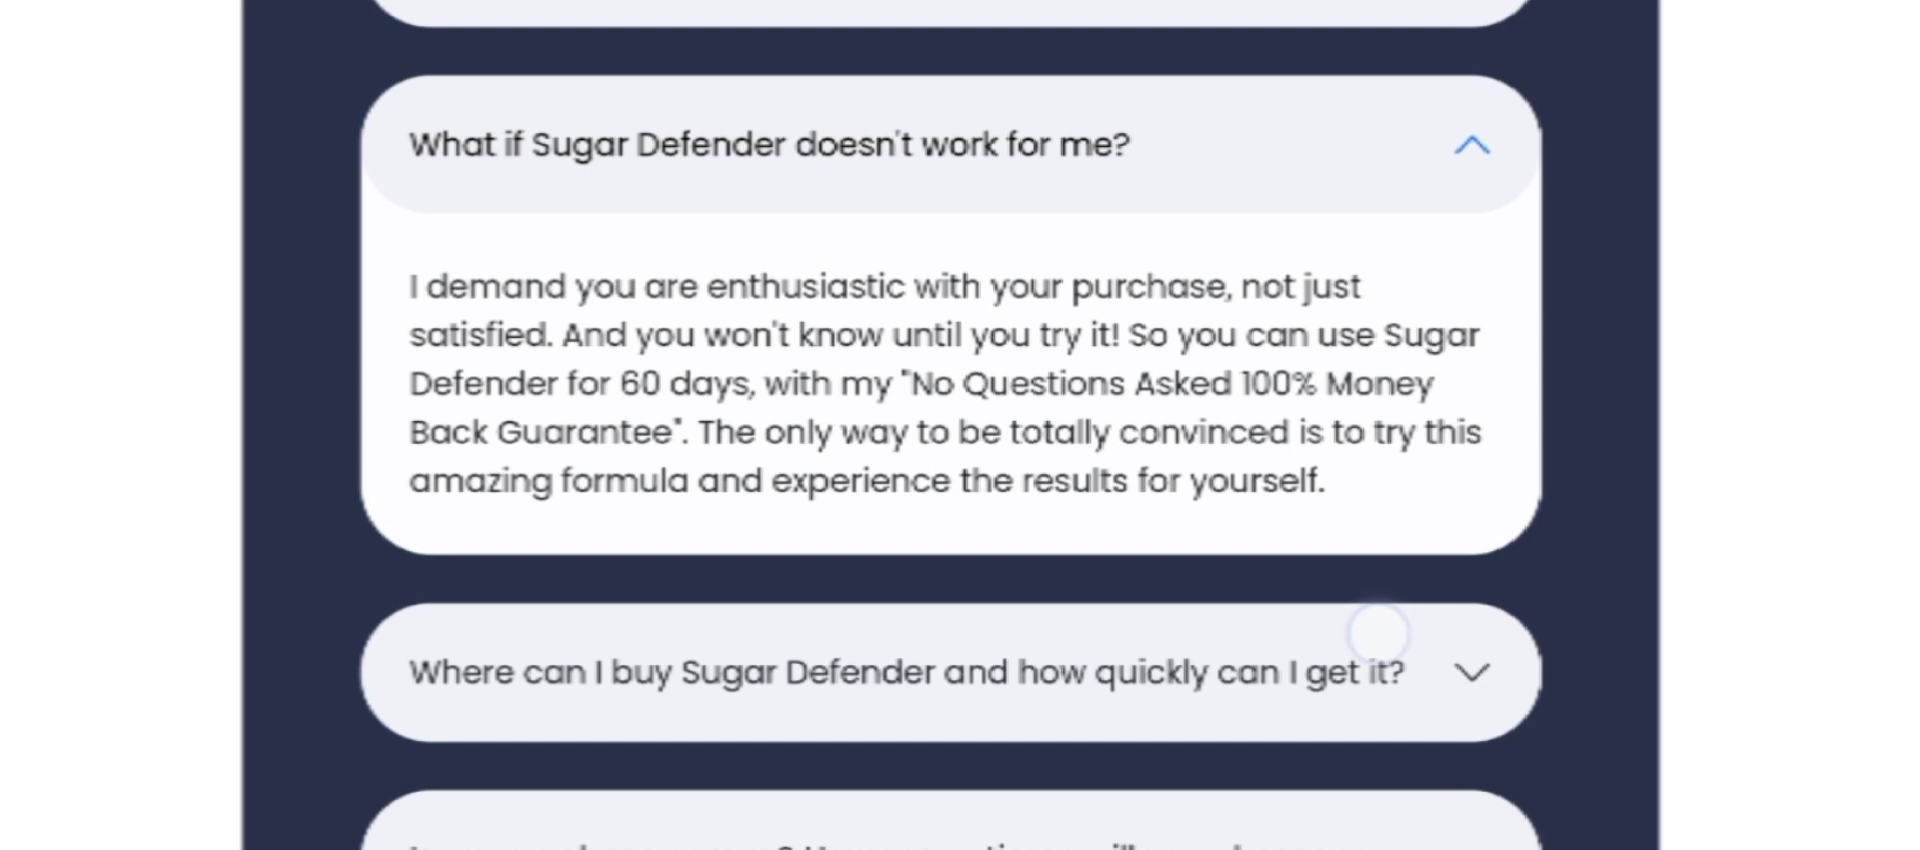 What if Sugar Defender doesn't work for me?
I demand you are enthusiastic with your purchase, not just
satisfied. And you won't know until you try it! So you can use Sugar
Defender for 60 days, with my "No Questions Asked 100% Money
Back Guarantee". The only way to be totally convinced is to try this
amazing formula and experience the results for yourself.
Where can I buy Sugar Defender and how quickly can I get it?